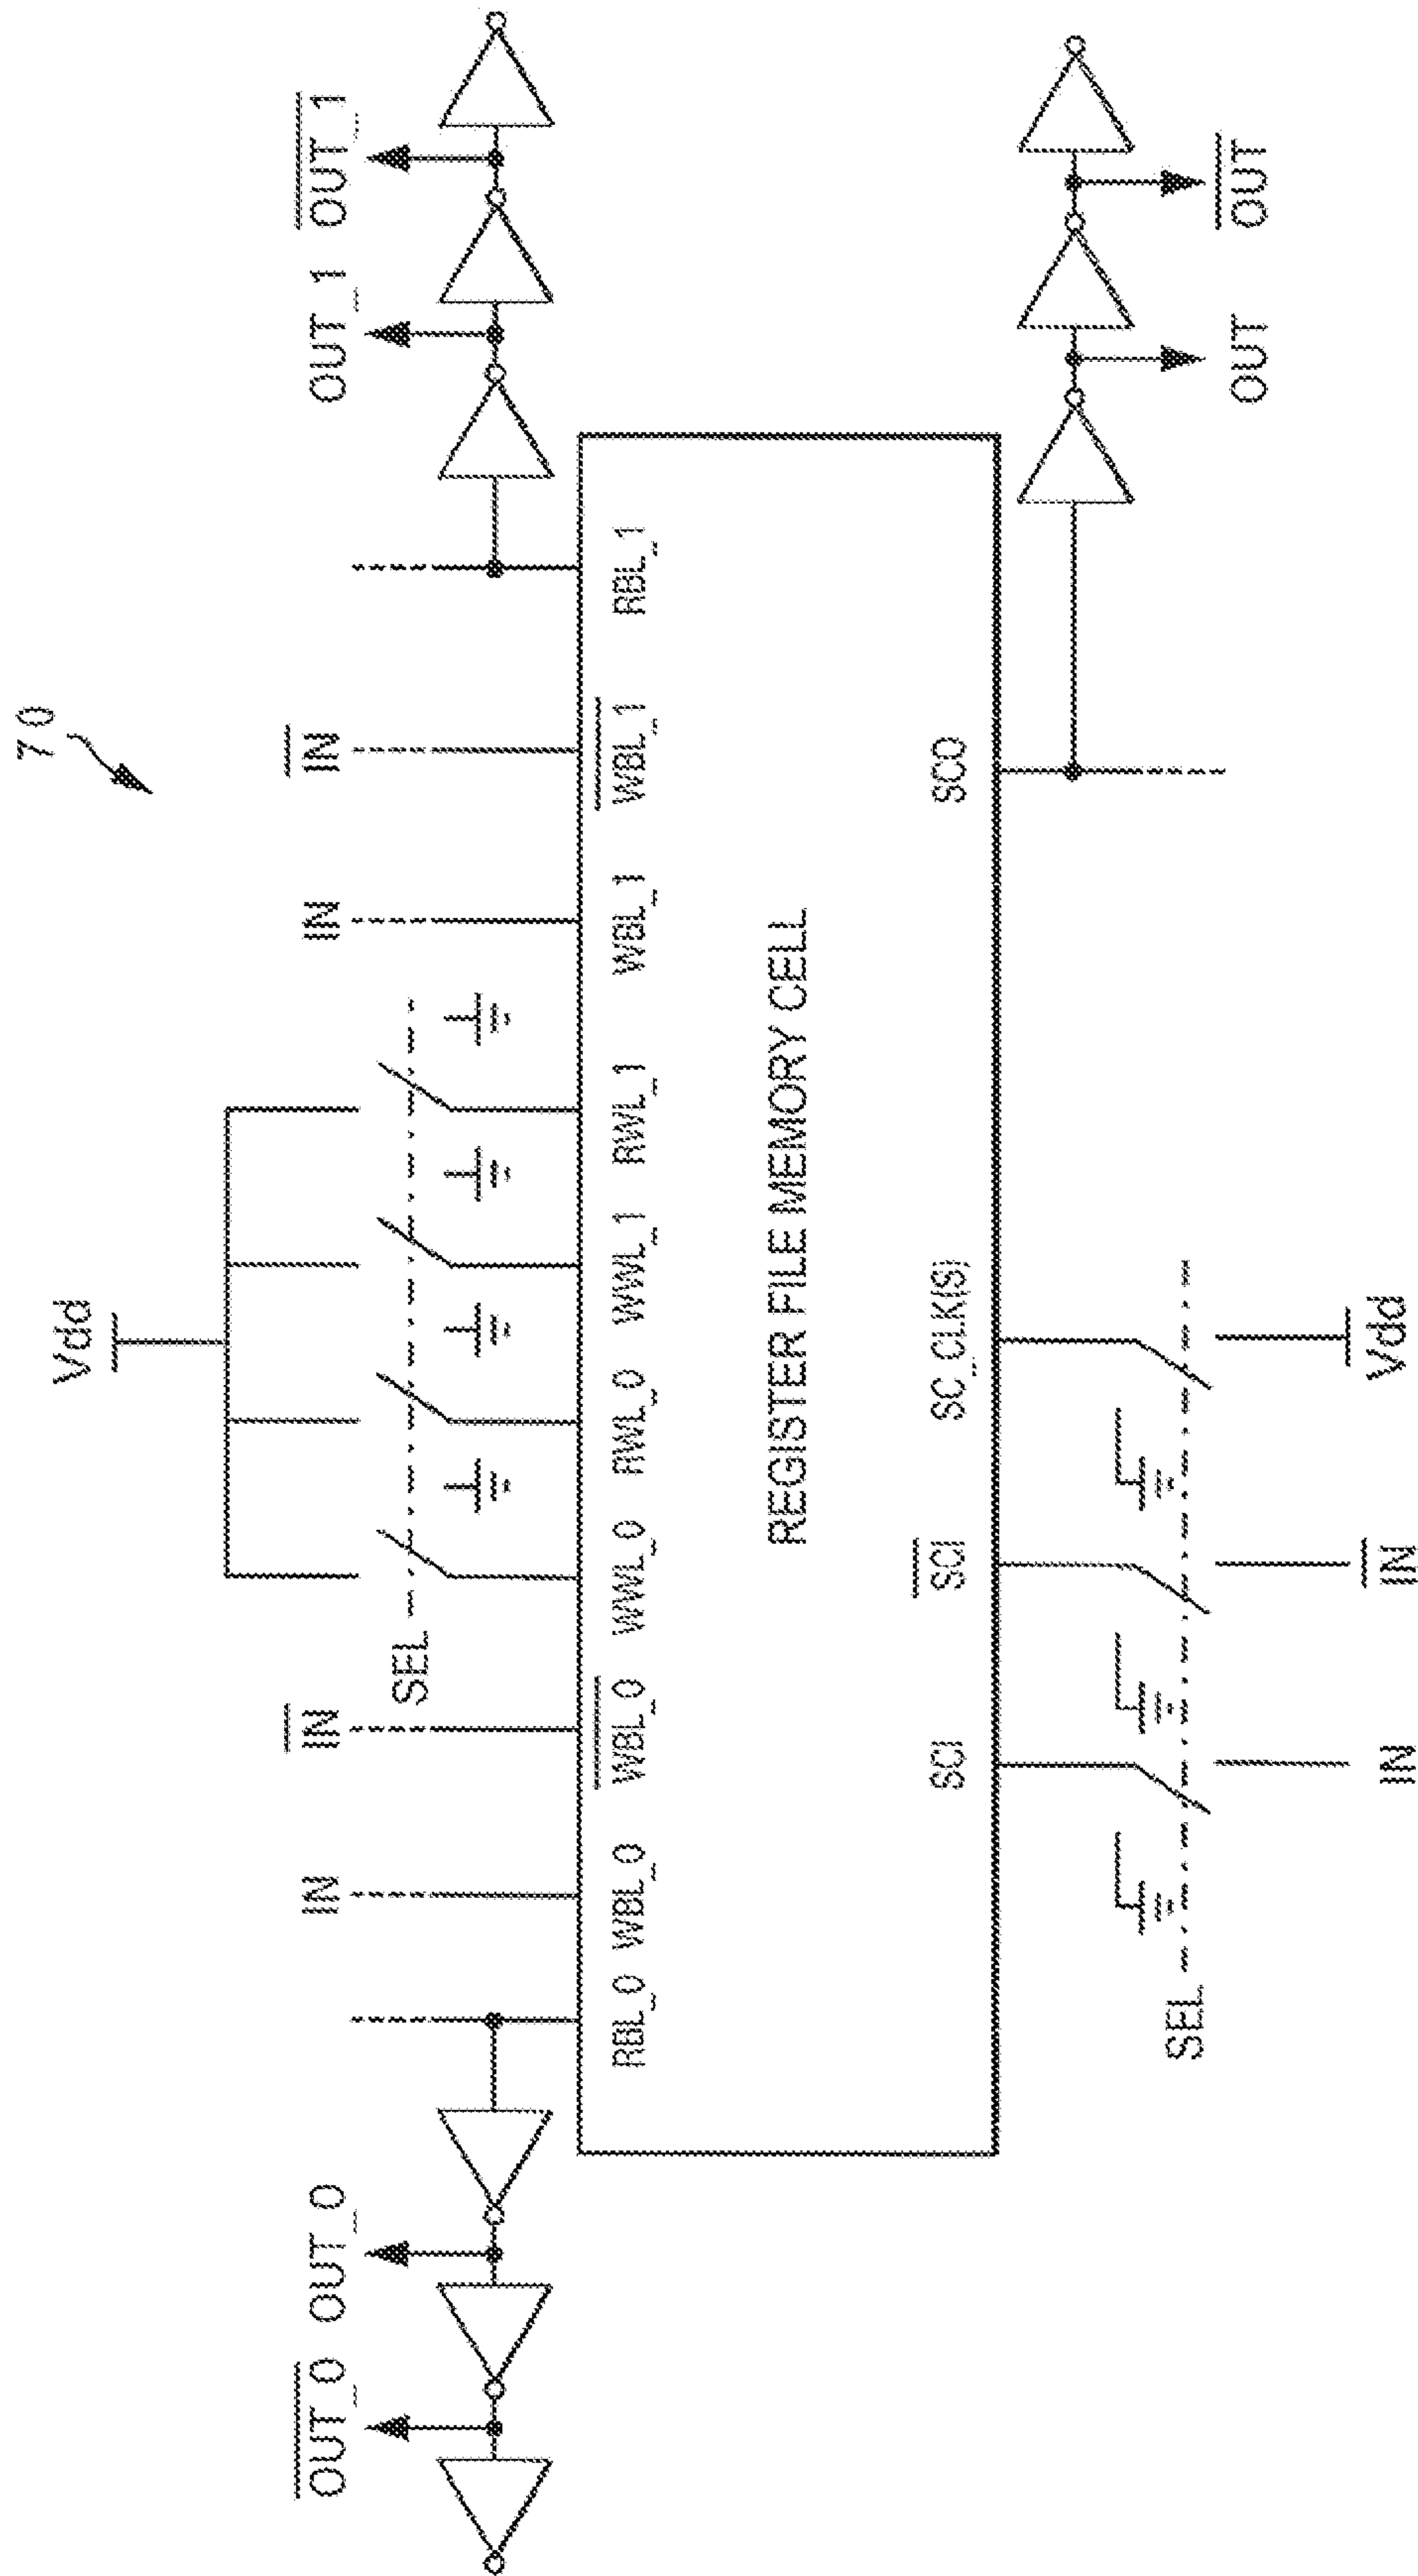 70
Vdd
OUT_0 OUT_0 IN IN SEL IN IN OUT_1 OUT_1
RBL_0 WBL_0 WBL_0 WWL_0 RWL_0 WWL_1 RWL_1 WBL_1 WBL_1 RBL_1
REGISTER FILE MEMORY CELL
SCI SCI SC_CLK(S) SCO
SEL OUT OUT
IN IN Vdd